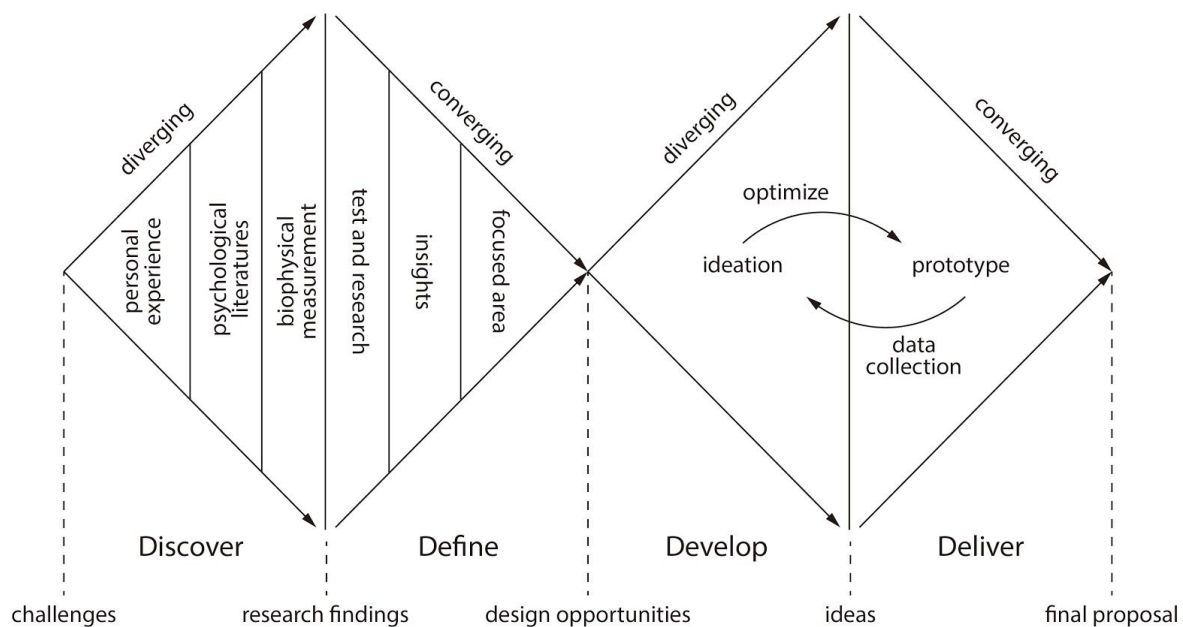 diverging
converging
diverging
converging
personal
experience
psychological
literatures
biophysical
measurement
test and research
insights
focused area
optimize
ideation
prototype
data
collection
Discover
Define
Develop
Deliver
challenges
research findings
design opportunities
ideas
final proposal